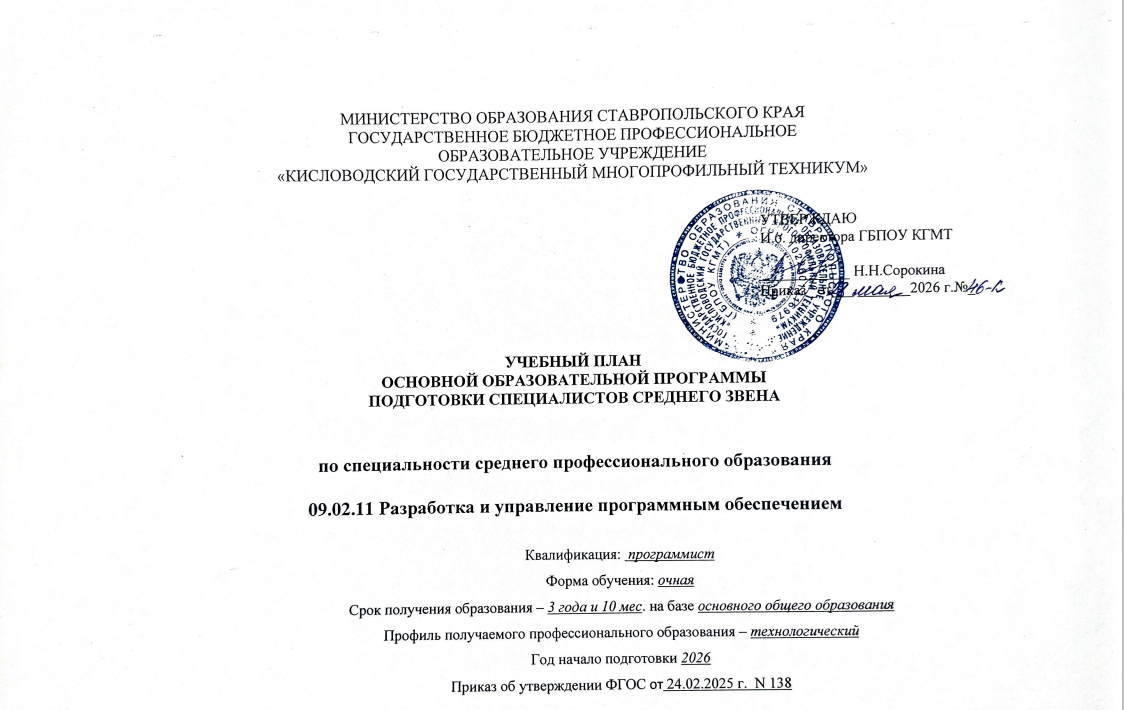 МИНИСТЕРСТВО ОБРАЗОВАНИЯ СТАВРОПОЛЬСКОГО КРАЯ
ГОСУДАРСТВЕННОЕ БЮДЖЕТНОЕ ПРОФЕССИОНАЛЬНОЕ
ОБРАЗОВАТЕЛЬНОЕ УЧРЕЖДЕНИЕ
«КИСЛОВОДСКИЙ ГОСУДАРСТВЕННЫЙ МНОГОПРОФИЛЬНЫЙ ТЕХНИКУМ»
УТВЕРЖДАЮ
И.о. директора ГБПОУ КГМТ
Н.Н.Сорокина
Приказ мая 2026 г.№46-к
УЧЕБНЫЙ ПЛАН
ОСНОВНОЙ ОБРАЗОВАТЕЛЬНОЙ ПРОГРАММЫ
ПОДГОТОВКИ СПЕЦИАЛИСТОВ СРЕДНЕГО ЗВЕНА
по специальности среднего профессионального образования
09.02.11 Разработка и управление программным обеспечением
Квалификация: программист
Форма обучения: очная
Срок получения образования – 3 года и 10 мес. на базе основного общего образования
Профиль получаемого профессионального образования – технологический
Год начало подготовки 2026
Приказ об утверждении ФГОС от 24.02.2025 г. N 138